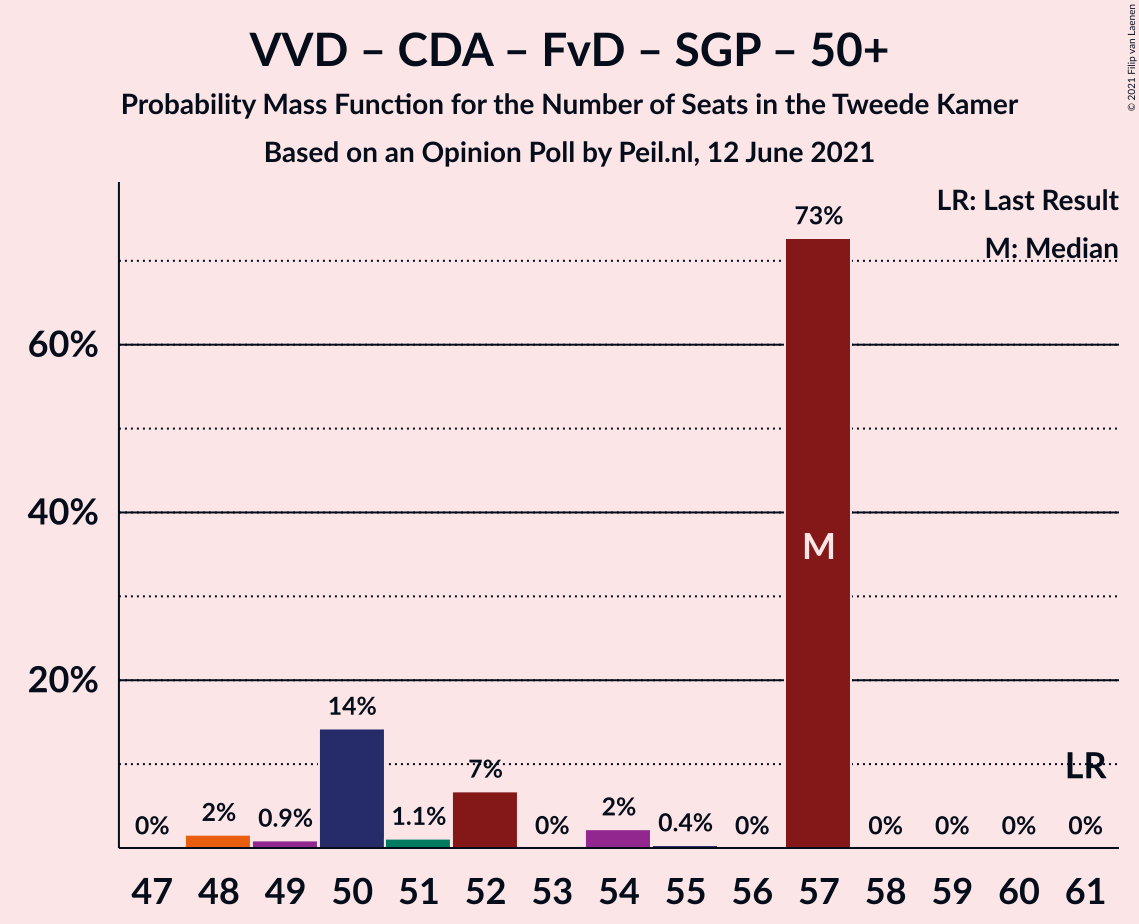 VVD – CDA – FvD – SGP – 50+
Probability Mass Function for the Number of Seats in the Tweede Kamer
Based on an Opinion Poll by Peil.nl, 12 June 2021
© 2021 Filip van Laenen
LR: Last Result
M: Median
60%
40%
20%
0%
2%
0.9%
14%
1.1%
7%
0%
2%
0.4%
0%
73%
0%
0%
0%
0%
M
LR
47 48 49 50 51 52 53 54 55 56 57 58 59 60 61